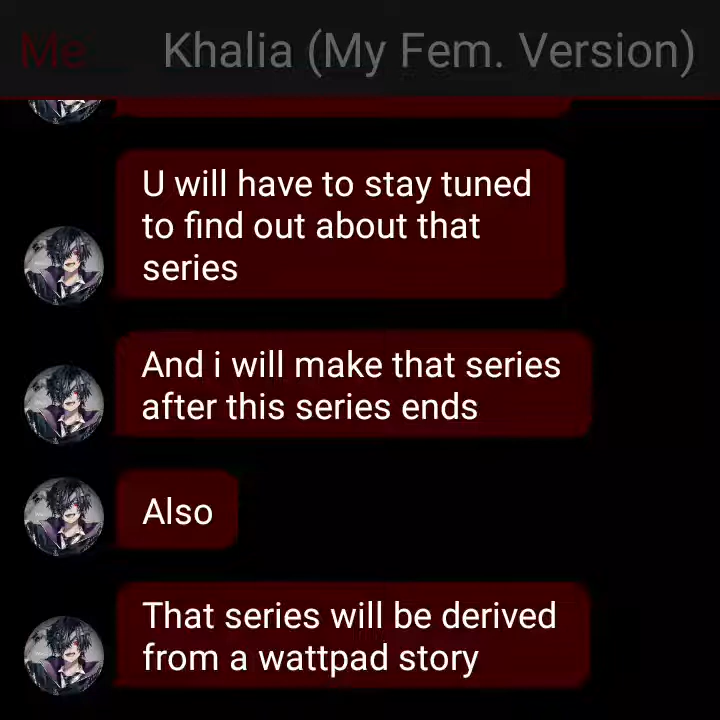 Me Khalia (My Fem. Version)
U will have to stay tuned
to find out about that
series
And i will make that series
after this series ends
Also
That series will be derived
from a wattpad story